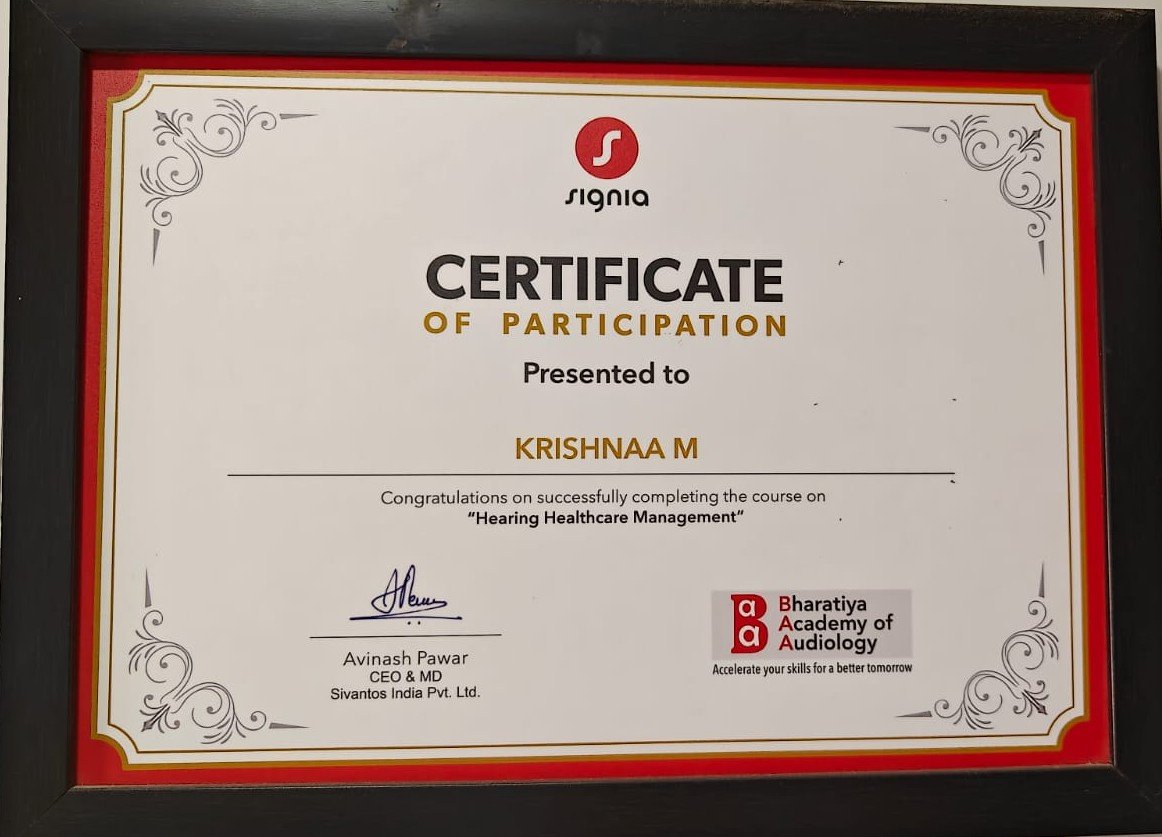 signia
CERTIFICATE
OF PARTICIPATION
Presented to
KRISHNAA M
Congratulations on successfully completing the course on
"Hearing Healthcare Management"
Avinash Pawar
CEO & MD
Sivantos India Pvt. Ltd.
Bharatiya
Academy of
Audiology
Accelerate your skills for a better tomorrow